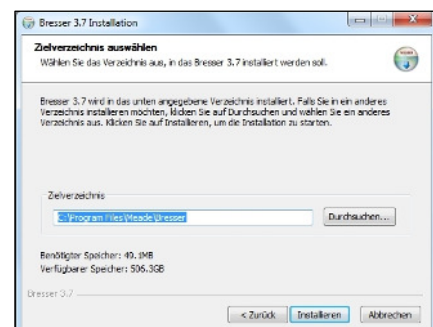 Bresser 3.7 Installation
Zielverzeichnis auswählen
Wählen Sie das Verzeichnis aus, in das Bresser 3.7 installiert werden soll.
Bresser 3.7 wird in das unten angegebene Verzeichnis installiert. Falls Sie in ein anderes
Verzeichnis installieren möchten, klicken Sie auf Durchsuchen und wählen Sie ein anderes
Verzeichnis aus. Klicken Sie auf Installieren, um die Installation zu starten.
Zielverzeichnis
C:\Program Files\Meade\Bresser
Durchsuchen...
Benötigter Speicher: 49.1MB
Verfügbarer Speicher: 506.3GB
Bresser 3.7
< Zurück
Installieren
Abbrechen